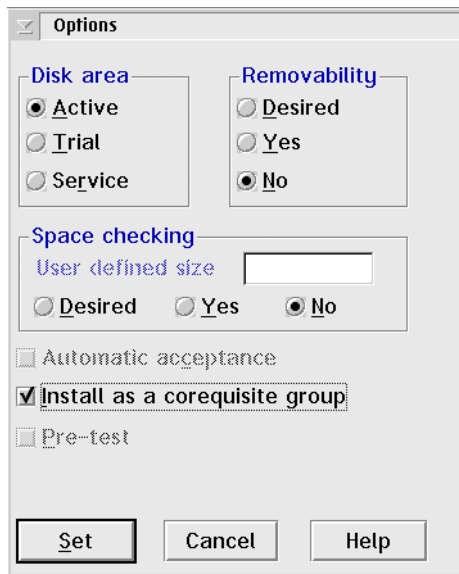 Options
Disk area
Active
Trial
Service
Removability
Desired
Yes
No
Space checking
User defined size
Desired Yes No
Automatic acceptance
Install as a corequisite group
Pre-test
Set Cancel Help